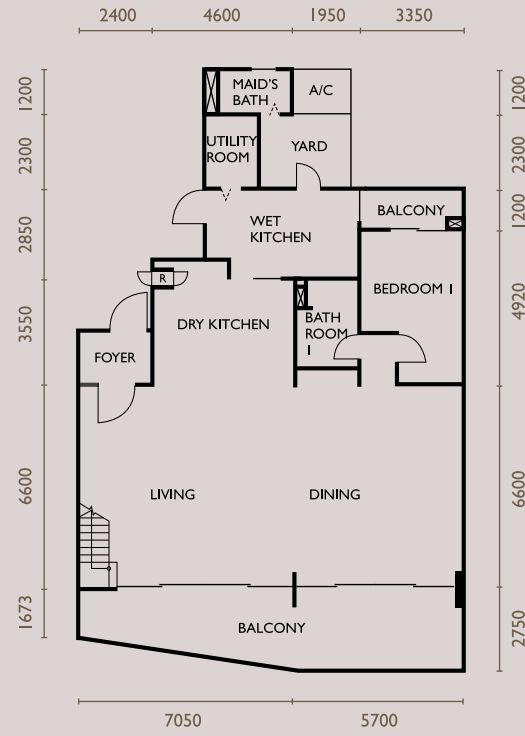 2400 4600 1950 3350
1200
2300
2850
3550
6600
1673
MAID'S
BATH
A/C
UTILITY
ROOM
YARD
WET
KITCHEN
BALCONY
R
BEDROOM 1
DRY KITCHEN
BATH
ROOM
1
FOYER
LIVING
DINING
BALCONY
1200
2300
1200
4920
6600
2750
7050 5700